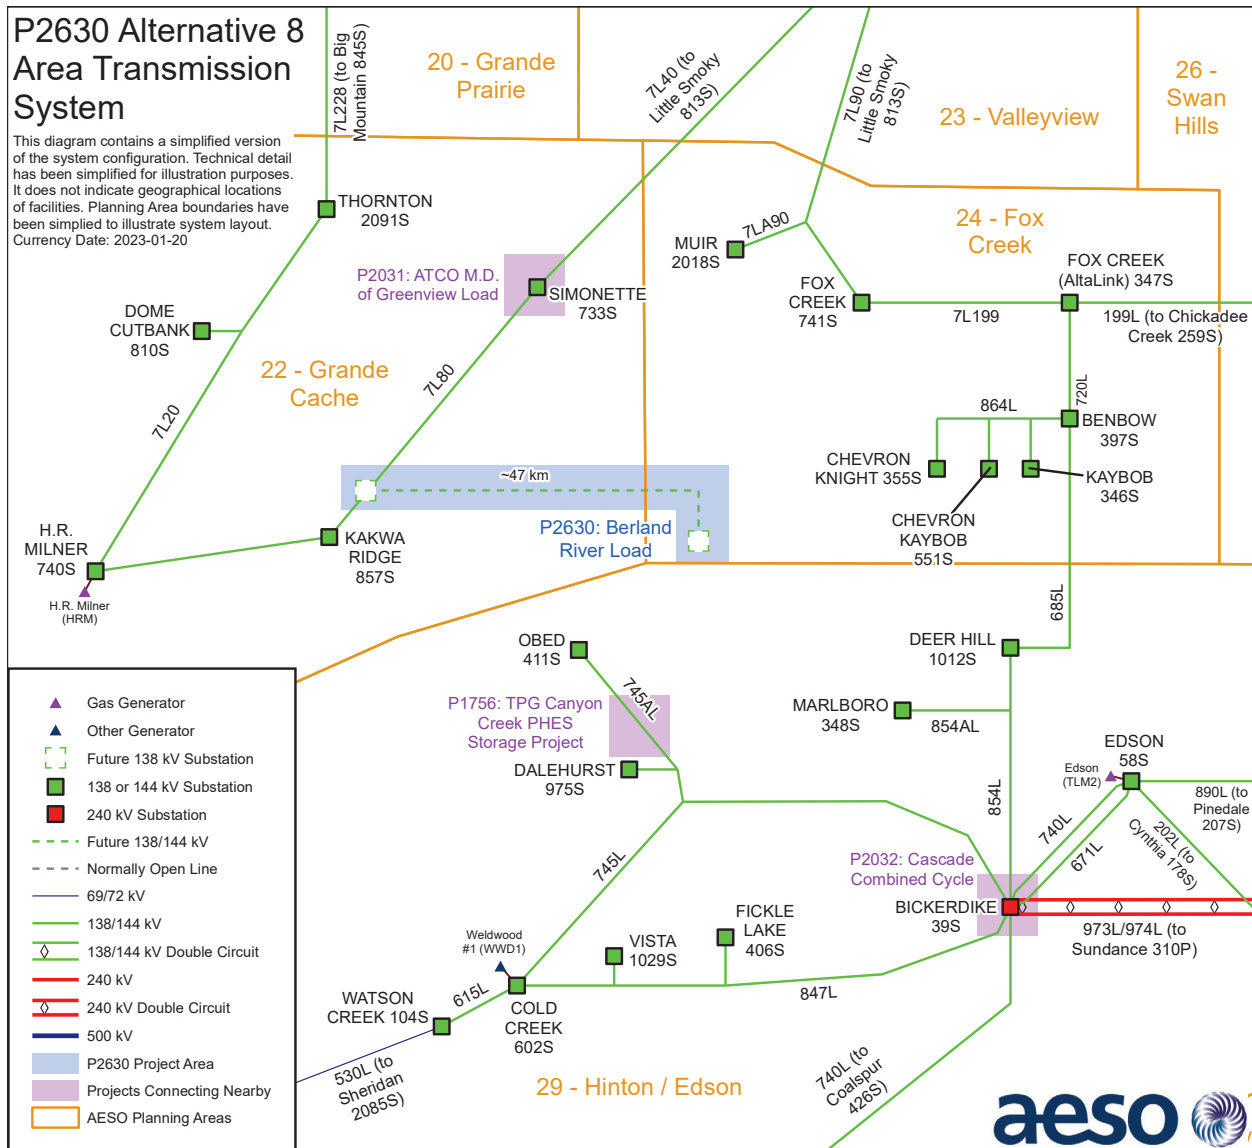 P2630 Alternative 8
Area Transmission
System
This diagram contains a simplified version
of the system configuration. Technical detail
has been simplified for illustration purposes.
It does not indicate geographical locations
of facilities. Planning Area boundaries have
been simplied to illustrate system layout.
Currency Date: 2023-01-20
7L228 (to Big
Mountain 845S)
20 - Grande
Prairie
7L40 (to
Little Smoky
813S)
7L90 (to
Little Smoky
813S)
23 - Valleyview
26 -
Swan
Hills
THORNTON
2091S
P2031: ATCO M.D.
of Greenview Load
SIMONETTE
733S
MUIR
2018S
7LA90
24 - Fox
Creek
FOX
CREEK
741S
7L199
FOX CREEK
(AltaLink) 347S
199L (to Chickadee
Creek 259S)
DOME
CUTBANK
810S
22 - Grande
Cache
7L20
7L80
720L
864L
BENBOW
397S
CHEVRON
KNIGHT 355S
KAYBOB
346S
CHEVRON
KAYBOB
551S
~47 km
P2630: Berland
River Load
H.R.
MILNER
740S
H.R. Milner
(HRM)
KAKWA
RIDGE
857S
685L
OBED
411S
745AL
P1756: TPG Canyon
Creek PHES
Storage Project
DALEHURST
975S
DEER HILL
1012S
MARLBORO
348S
854AL
854L
EDSON
58S
Edson
(TLM2)
890L (to
Pinedale
207S)
740L
671L
202L (to
Cynthia 178S)
P2032: Cascade
Combined Cycle
BICKERDIKE
39S
973L/974L (to
Sundance 310P)
745L
Weldwood
#1 (WWD1)
VISTA
1029S
FICKLE
LAKE
406S
847L
WATSON
CREEK 104S
615L
COLD
CREEK
602S
530L (to
Sheridan
2085S)
740L (to
Coalspur
426S)
29 - Hinton / Edson
Gas Generator
Other Generator
Future 138 kV Substation
138 or 144 kV Substation
240 kV Substation
Future 138/144 kV
Normally Open Line
69/72 kV
138/144 kV
138/144 kV Double Circuit
240 kV
240 kV Double Circuit
500 kV
P2630 Project Area
Projects Connecting Nearby
AESO Planning Areas
aeso